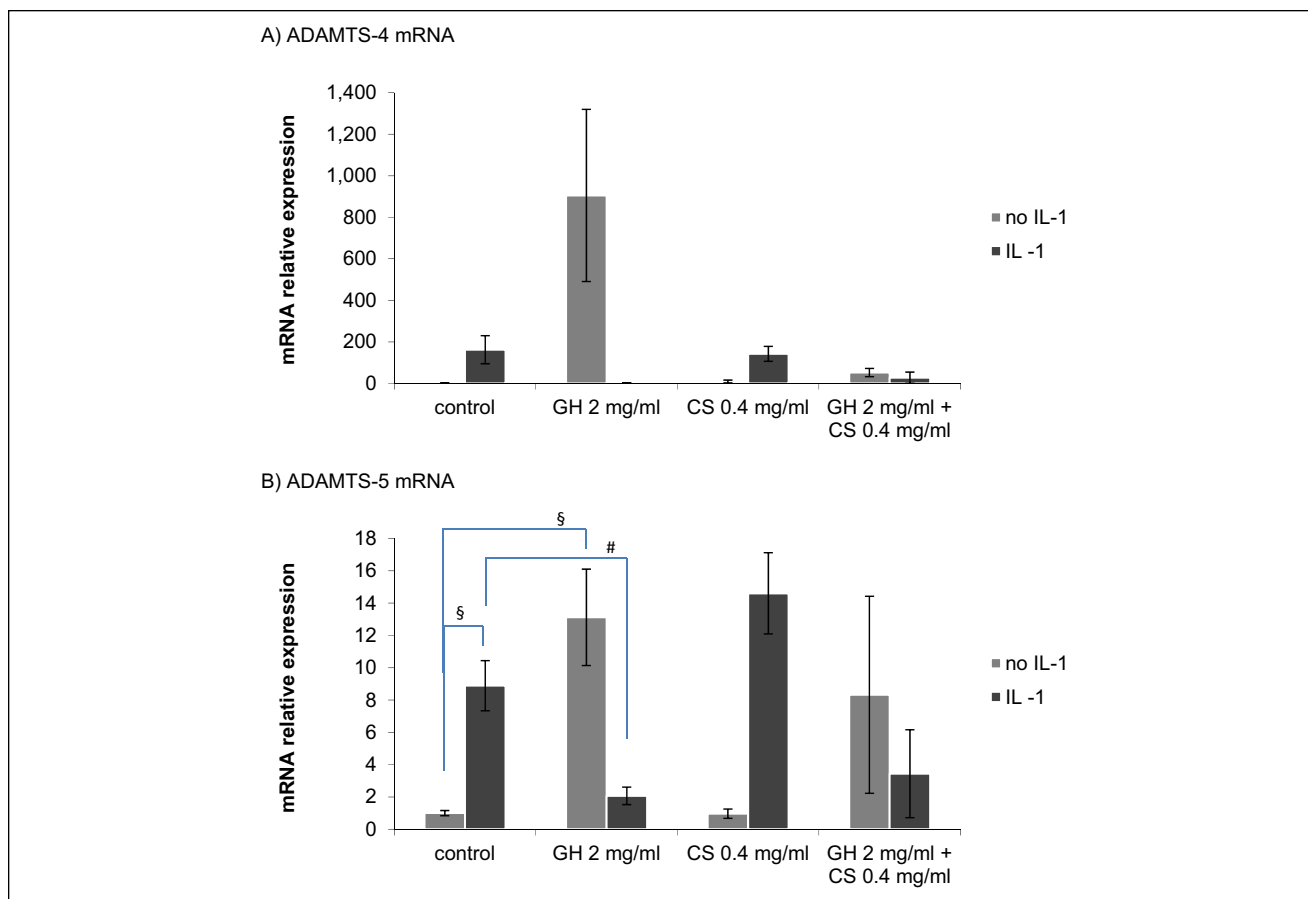 A) ADAMTS-4 mRNA
mRNA relative expression
1,400
1,200
1,000
800
600
400
200
0
control
GH 2 mg/ml
CS 0.4 mg/ml
GH 2 mg/ml +
CS 0.4 mg/ml
no IL-1
IL -1
B) ADAMTS-5 mRNA
mRNA relative expression
18
16
14
12
10
8
6
4
2
0
§
#
§
control
GH 2 mg/ml
CS 0.4 mg/ml
GH 2 mg/ml +
CS 0.4 mg/ml
no IL-1
IL -1